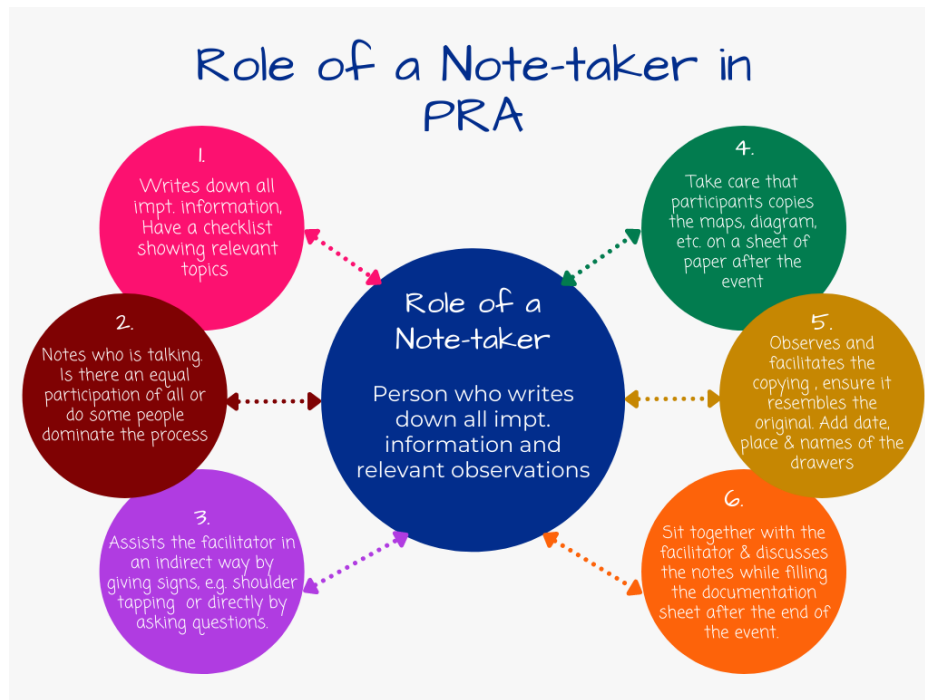 Role of a Note-taker in
PRA
1.
Writes down all
impt. information,
Have a checklist
showing relevant
topics
2.
Notes who is talking.
Is there an equal
participation of all or
do some people
dominate the process
3.
Assists the facilitator in
an indirect way by
giving signs, e.g. shoulder
tapping or directly by
asking questions.
Role of a
Note-taker
Person who writes
down all impt.
information and
relevant observations
4.
Take care that
participants copies
the maps, diagram,
etc. on a sheet of
paper after the
event
5.
Observes and
facilitates the
copying , ensure it
resembles the
original. Add date,
place & names of the
drawers
6.
Sit together with the
facilitator & discusses
the notes while filling
the documentation
sheet after the end of
the event.